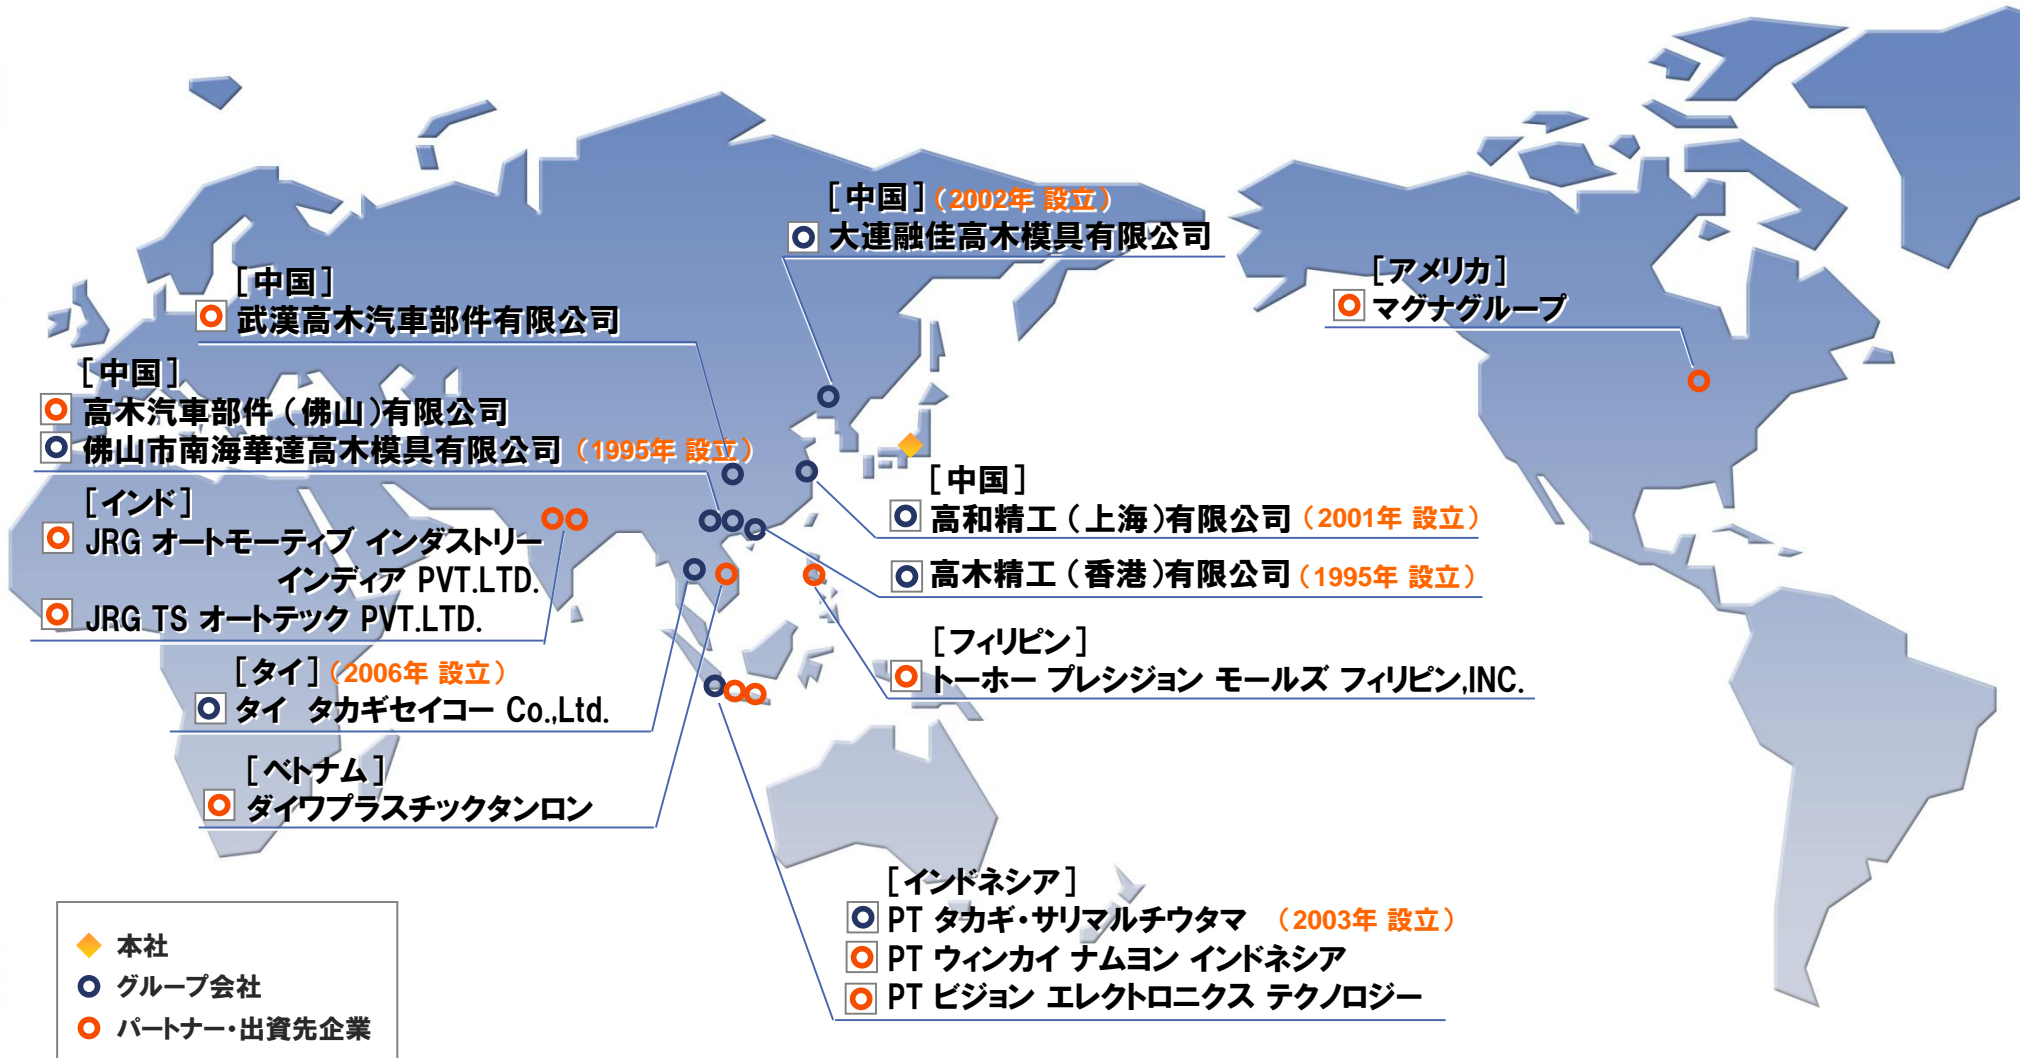 [中国](2002年 設立)
大連融佳高木模具有限公司
[中国]
武漢高木汽車部件有限公司
[アメリカ]
マグナグループ
[中国]
高木汽車部件(佛山)有限公司
佛山市南海華達高木模具有限公司(1995年 設立)
[中国]
高和精工(上海)有限公司(2001年 設立)
高木精工(香港)有限公司(1995年 設立)
[インド]
JRG オートモーティブ インダストリー
インディア PVT.LTD.
JRG TS オートテック PVT.LTD.
[フィリピン]
トーホー プレシジョン モールズ フィリピン,INC.
[タイ](2006年 設立)
タイ タカギセイコー Co.,Ltd.
[ベトナム]
ダイワプラスチックタンロン
[インドネシア]
PT タカギ・サリマルチウタマ (2003年 設立)
PT ウィンカイ ナムヨン インドネシア
PT ビジョン エレクトロニクス テクノロジー
本社
グループ会社
パートナー・出資先企業